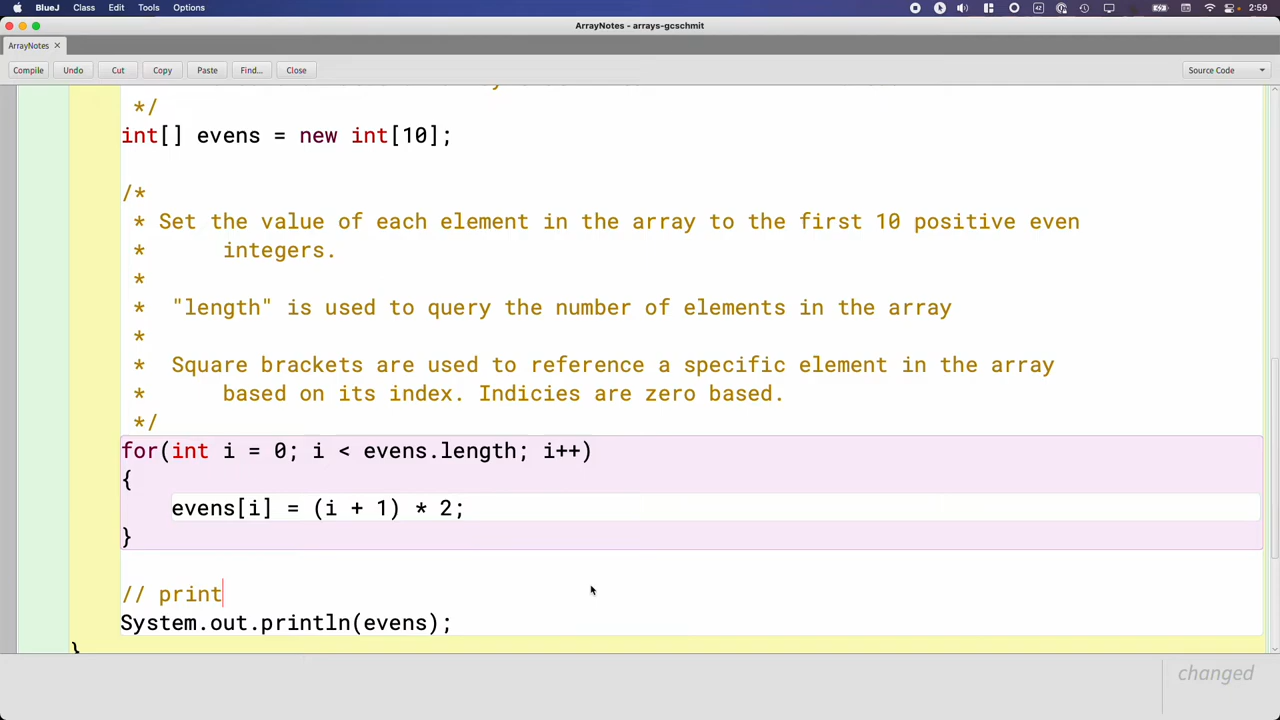 BlueJ Class Edit Tools Options 42 2:59
ArrayNotes - arrays-gcschmit
ArrayNotes ×
Compile Undo Cut Copy Paste Find... Close Source Code
*/
int[] evens = new int[10];
/*
* Set the value of each element in the array to the first 10 positive even
* integers.
*
* "length" is used to query the number of elements in the array
*
* Square brackets are used to reference a specific element in the array
* based on its index. Indicies are zero based.
*/
for(int i = 0; i < evens.length; i++)
{
evens[i] = (i + 1) * 2;
}
// print
System.out.println(evens);
}
changed